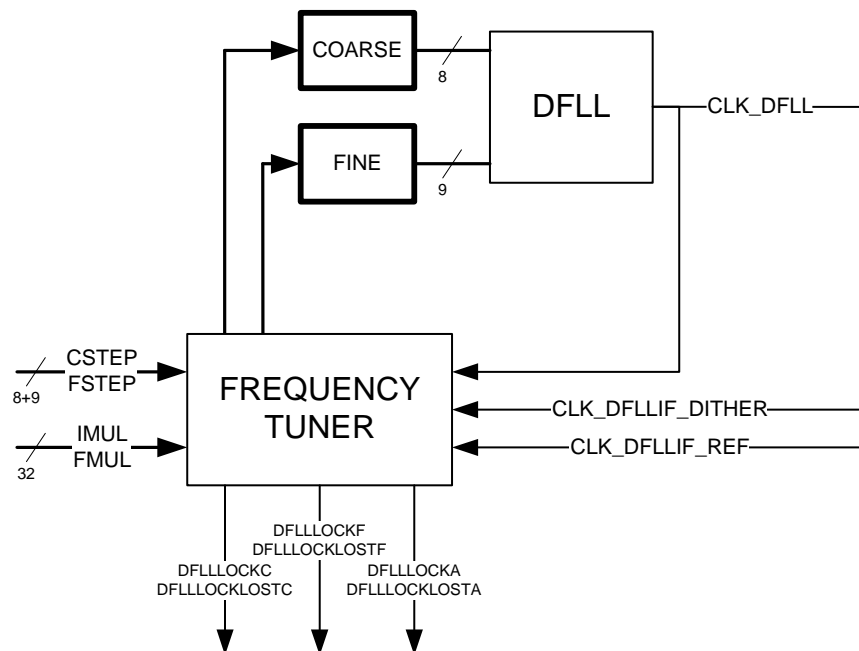 COARSE
8
DFLL
CLK_DFLL
FINE
9
CSTEP
FSTEP
8+9
FREQUENCY
TUNER
CLK_DFLLIF_DITHER
IMUL
FMUL
32
CLK_DFLLIF_REF
DFLLLOCKF
DFLLLOCKLOSTF
DFLLLOCKC
DFLLLOCKLOSTC
DFLLLOCKA
DFLLLOCKLOSTA